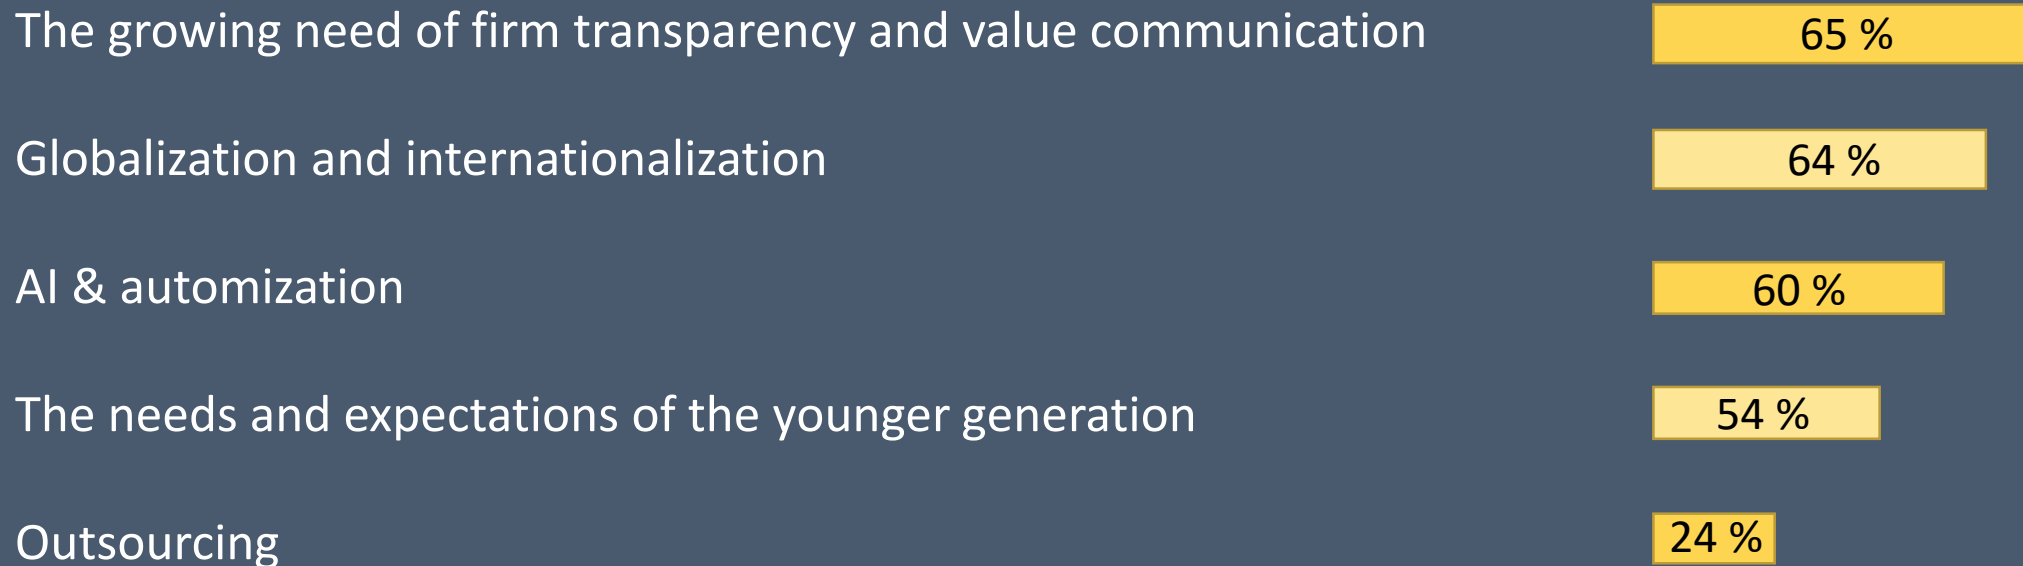 The growing need of firm transparency and value communication 65 %
Globalization and internationalization 64 %
AI & automization 60 %
The needs and expectations of the younger generation 54 %
Outsourcing 24 %